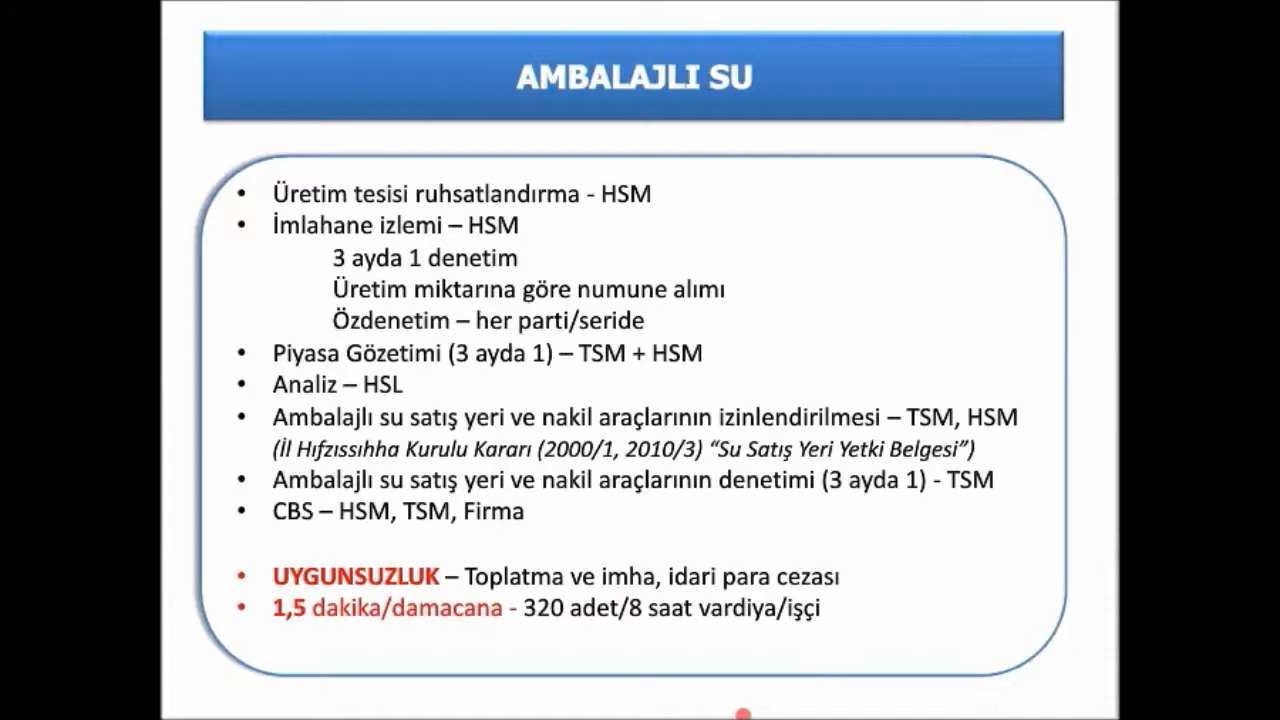 AMBALAJLI SU
• Üretim tesisi ruhsatlandırma - HSM
• İmlahane izlemi – HSM
3 ayda 1 denetim
Üretim miktarına göre numune alımı
Özdenetim – her parti/seride
• Piyasa Gözetimi (3 ayda 1) – TSM + HSM
• Analiz – HSL
• Ambalajlı su satış yeri ve nakil araçlarının izinlendirilmesi – TSM, HSM
(İl Hıfzıssıhha Kurulu Kararı (2000/1, 2010/3) “Su Satış Yeri Yetki Belgesi”)
• Ambalajlı su satış yeri ve nakil araçlarının denetimi (3 ayda 1) - TSM
• CBS – HSM, TSM, Firma
• UYGUNSUZLUK – Toplatma ve imha, idari para cezası
• 1,5 dakika/damacana - 320 adet/8 saat vardiya/işçi